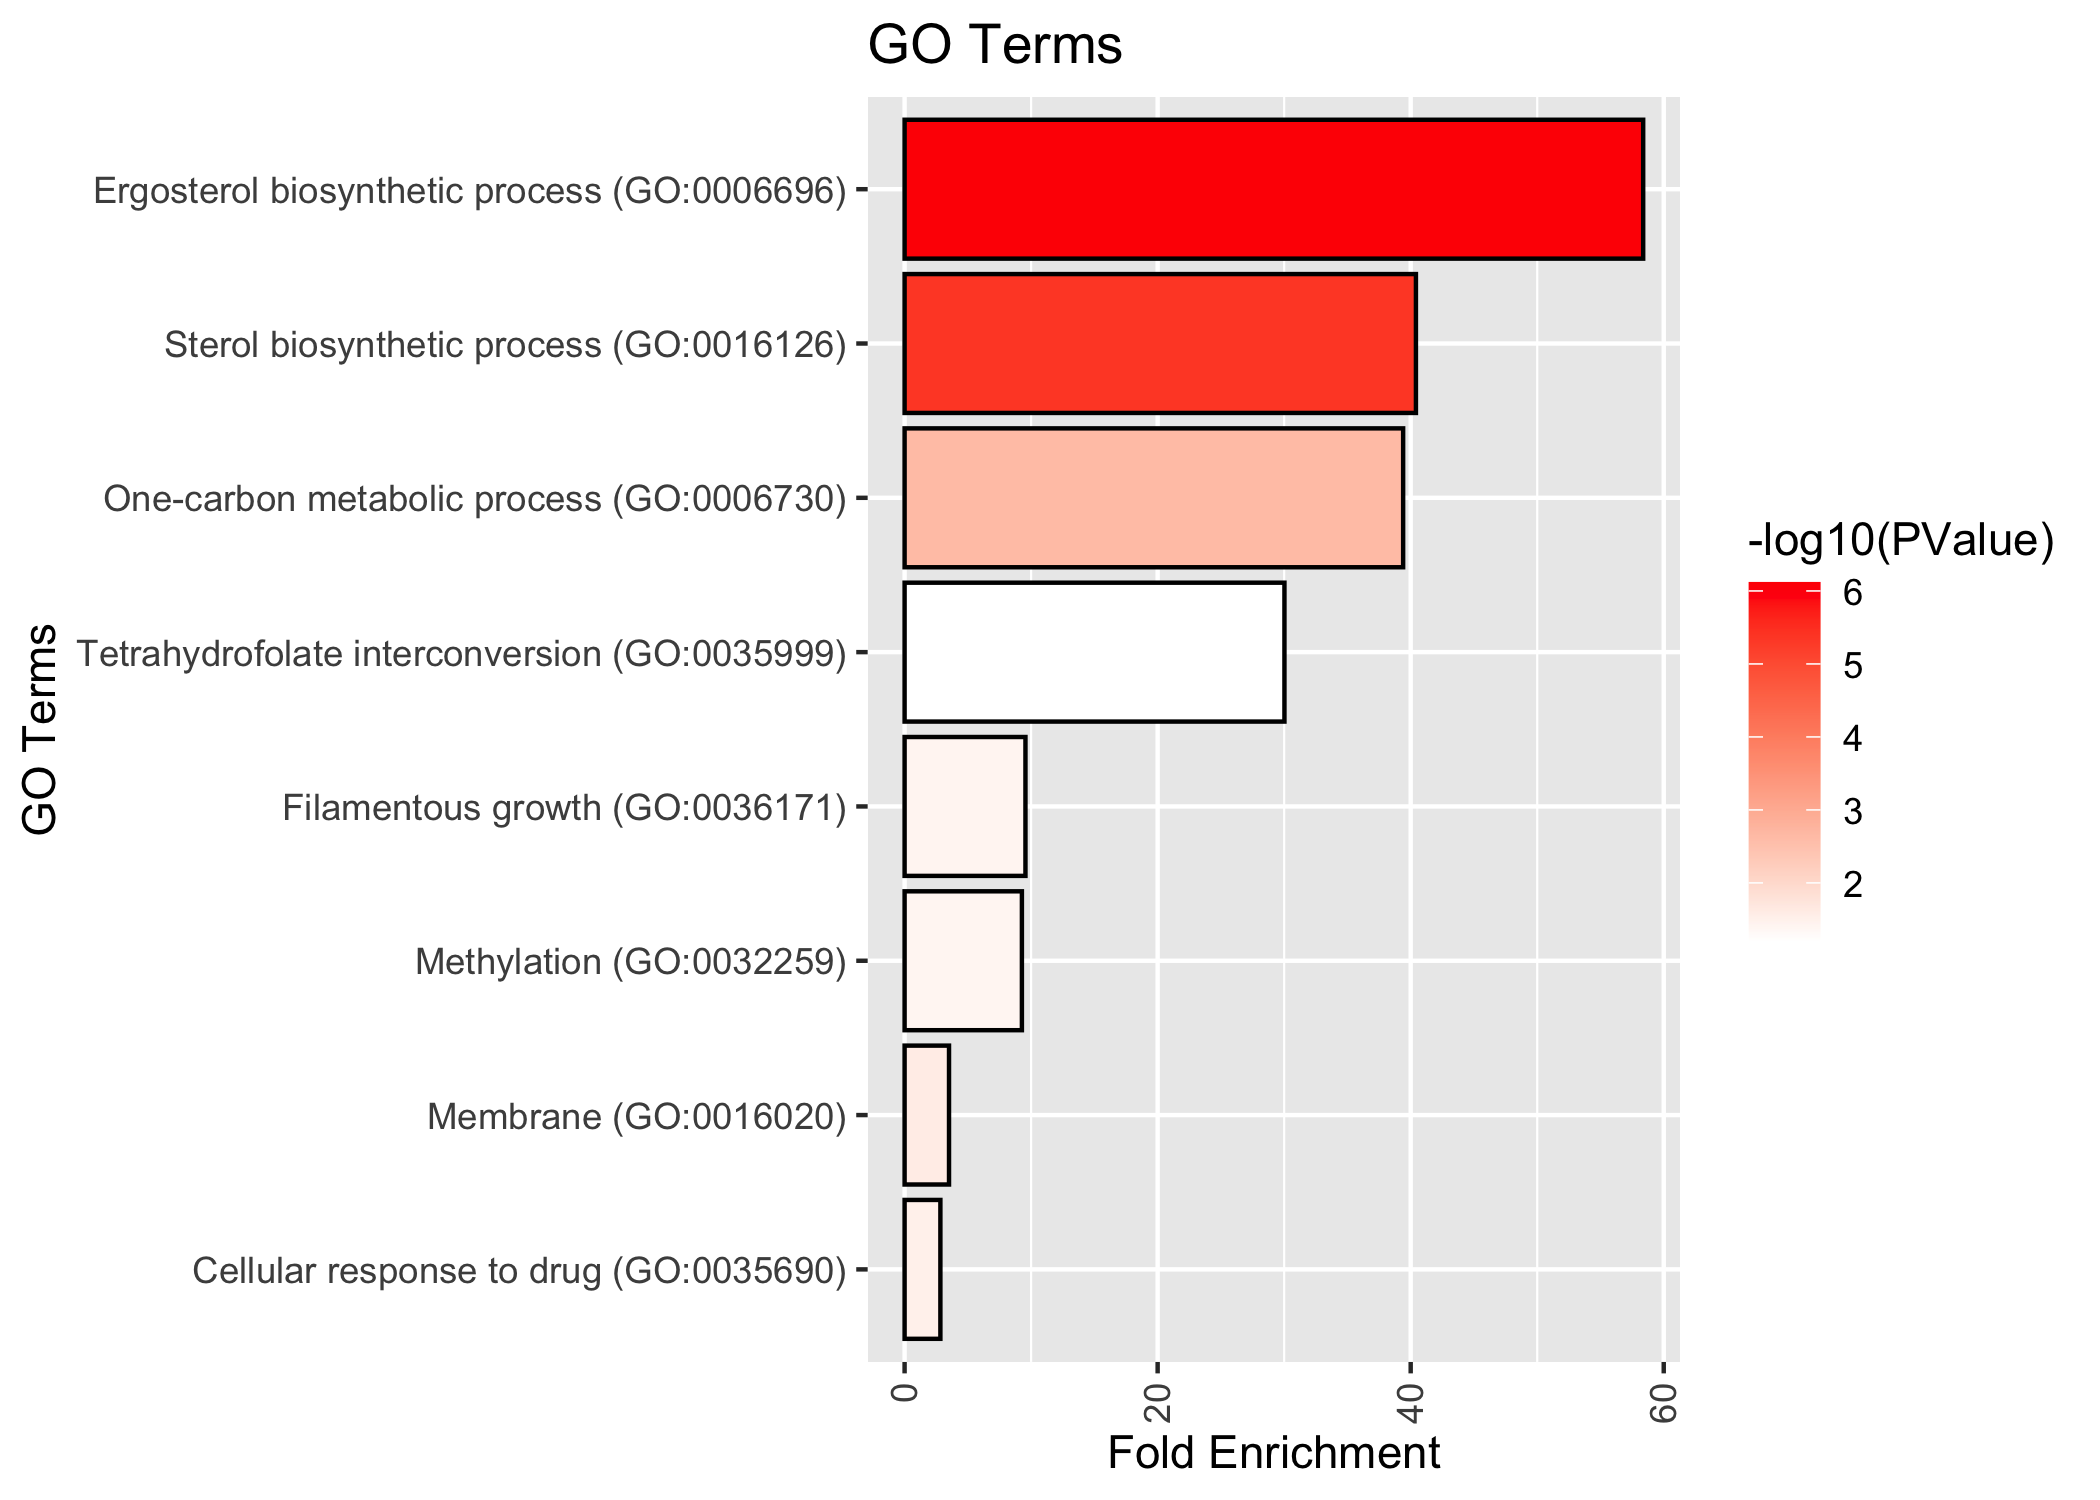 GO Terms
GO Terms
Ergosterol biosynthetic process (GO:0006696)
Sterol biosynthetic process (GO:0016126)
One-carbon metabolic process (GO:0006730)
Tetrahydrofolate interconversion (GO:0035999)
Filamentous growth (GO:0036171)
Methylation (GO:0032259)
Membrane (GO:0016020)
Cellular response to drug (GO:0035690)
0
20
40
60
Fold Enrichment
-log10(PValue)
6
5
4
3
2